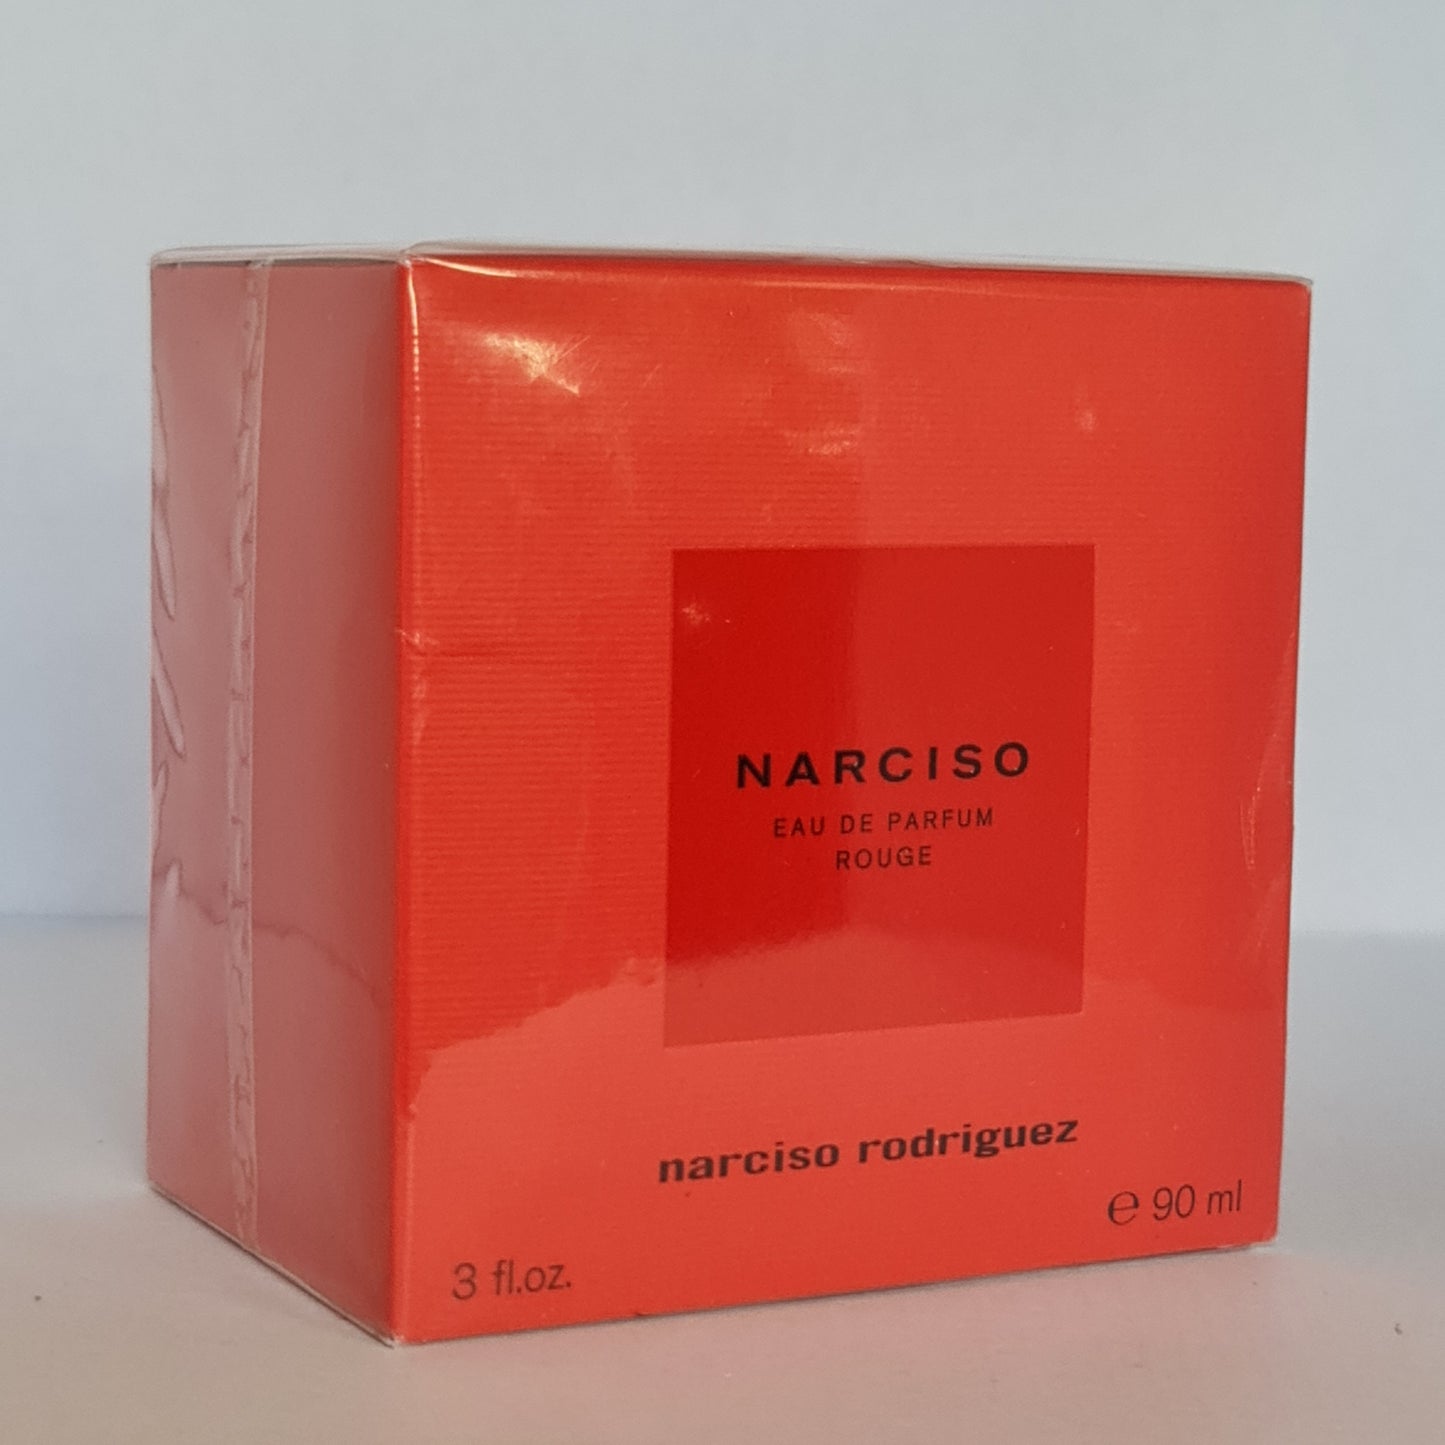 NARCISO
EAU DE PARFUM
ROUGE
narciso rodriguez
℮ 90 ml
3 fl.oz.